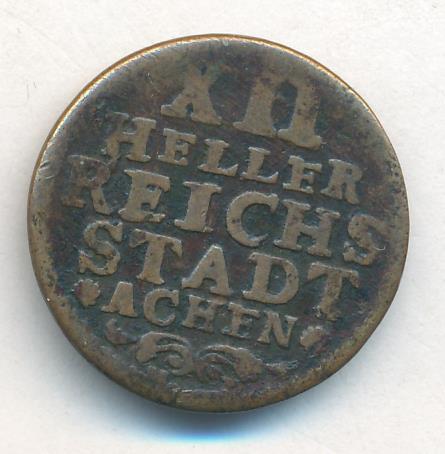 XII
HELLER
REICHS
STADT
ACHEN